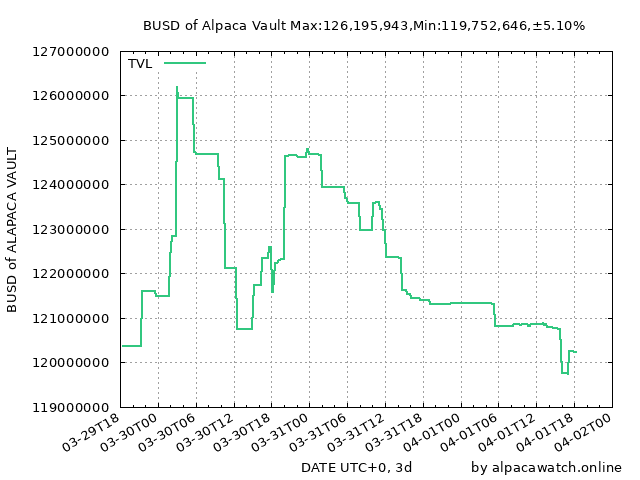 BUSD of Alpaca Vault Max:126,195,943,Min:119,752,646,±5.10%
127000000
TVL
126000000
125000000
124000000
123000000
122000000
121000000
120000000
119000000
BUSD of ALAPACA VAULT
03-29T18
03-30T00
03-30T06
03-30T12
03-30T18
03-31T00
03-31T06
03-31T12
03-31T18
04-01T00
04-01T06
04-01T12
04-01T18
04-02T00
DATE UTC+0, 3d
by alpacawatch.online